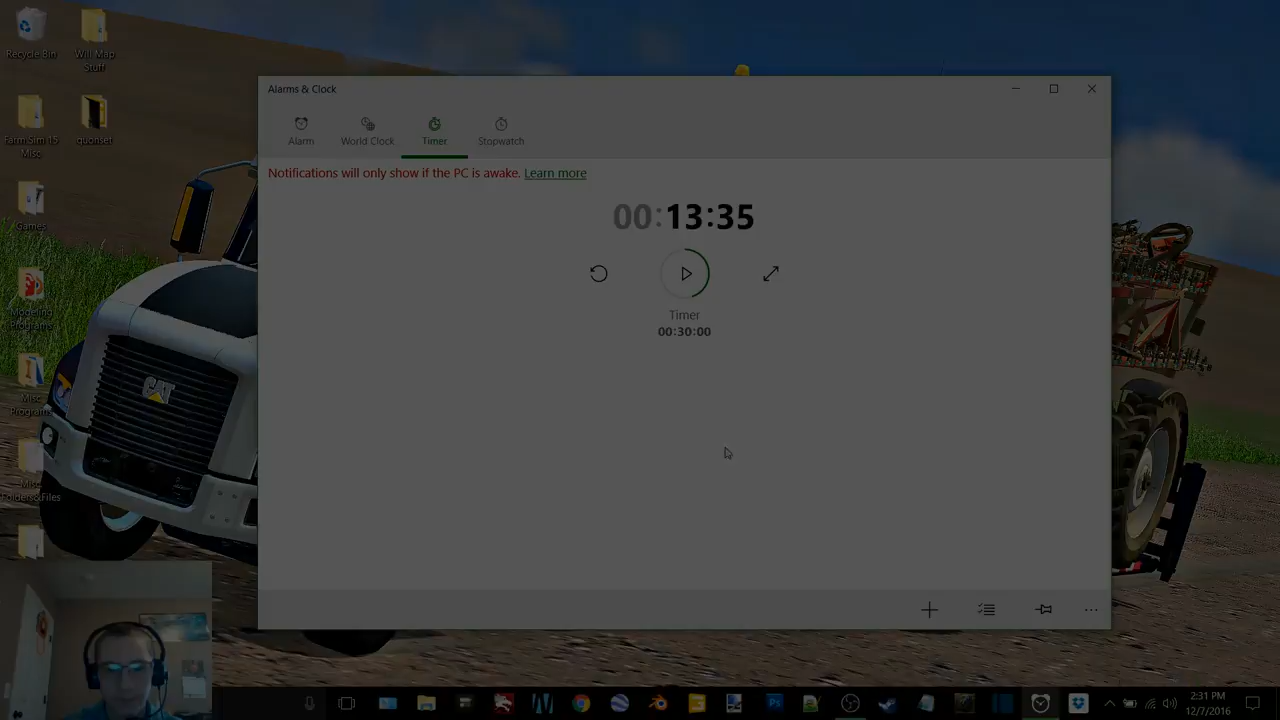 Recycle Bin
Will Map
Stuff
Farm Sim 15
Misc
quonset
Games
Modeling
Programs
Misc
Programs
Misc
Folders&Files
CAT
Alarms & Clock
Alarm
World Clock
Timer
Stopwatch
Notifications will only show if the PC is awake. Learn more
00:13:35
Timer
00:30:00
2:31 PM
12/7/2016